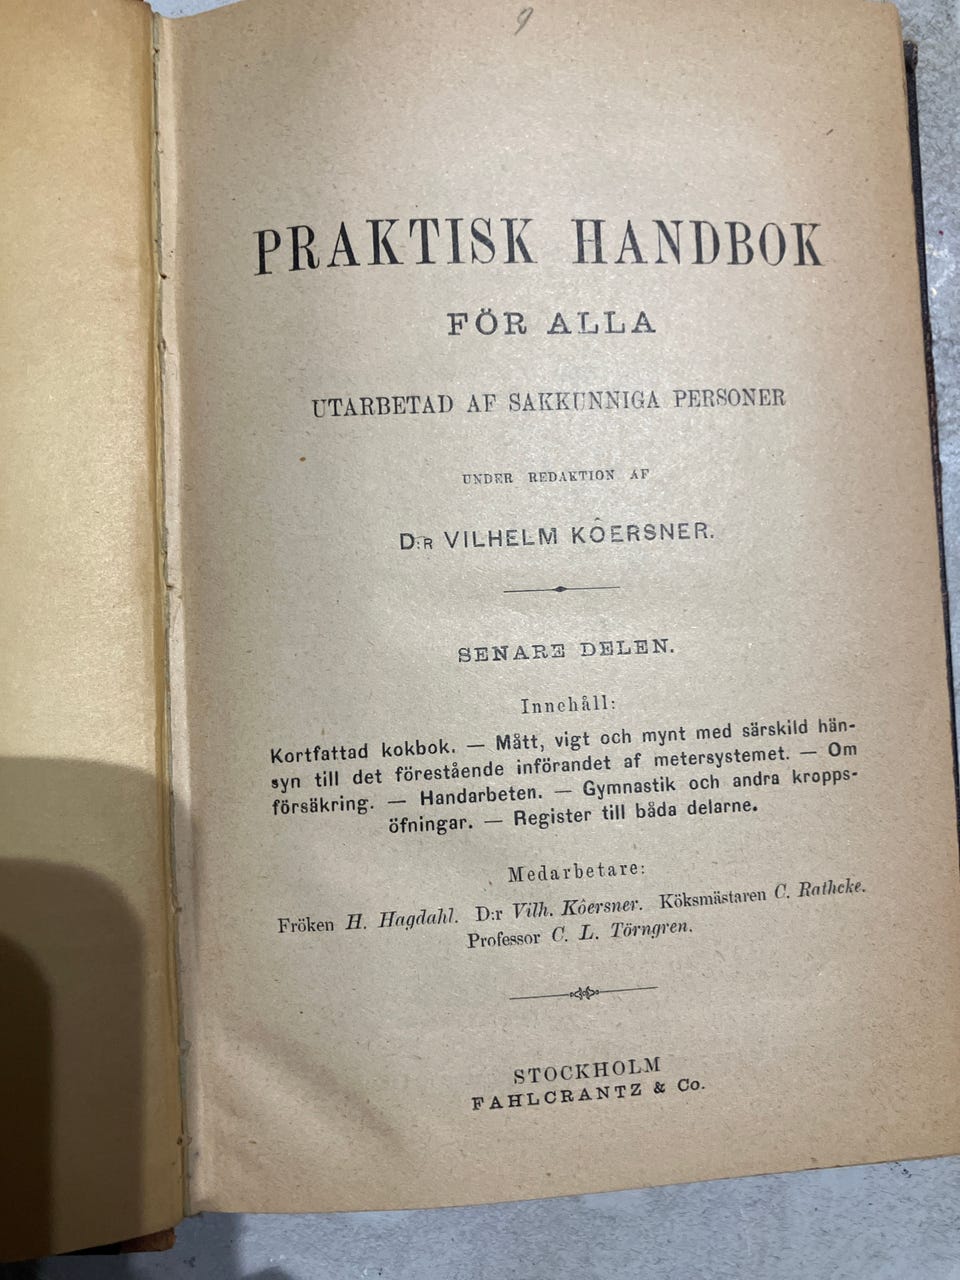 9
PRAKTISK HANDBOK
FÖR ALLA
UTARBETAD AF SAKKUNNIGA PERSONER
UNDER REDAKTION AF
D:R VILHELM KÔERSNER.
SENARE DELEN.
Innehåll:
Kortfattad kokbok. — Mått, vigt och mynt med särskild hän-
syn till det förestående införandet af metersystemet. — Om
försäkring. — Handarbeten. — Gymnastik och andra kropps-
öfningar. — Register till båda delarne.
Medarbetare:
Fröken H. Hagdahl. D:r Vilh. Kôersner. Köksmästaren C. Rathcke.
Professor C. L. Törngren.
STOCKHOLM
FAHLCRANTZ & Co.